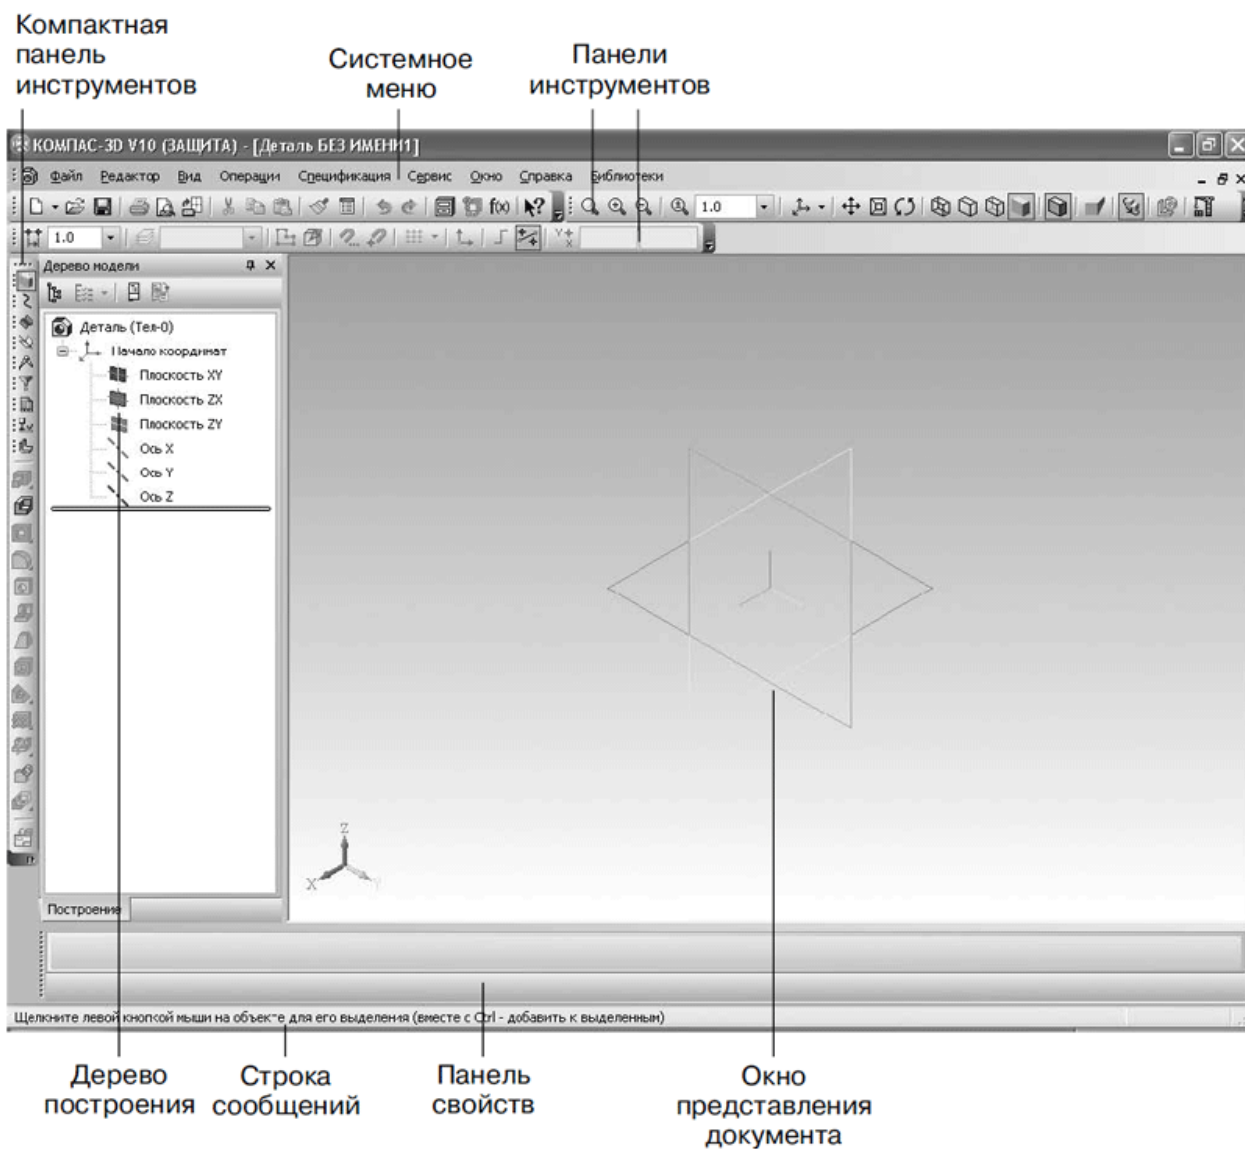 Компактная
панель
инструментов
Системное
меню
Панели
инструментов
КОМПАС-3D V10 (ЗАЩИТА) - [Деталь БЕЗ ИМЕНИ1]
Файл Редактор Вид Операции Спецификация Сервис Окно Справка Библиотеки
f(x) 1.0
1.0
Дерево модели
Деталь (Тел-0)
Начало координат
Плоскость XY
Плоскость ZX
Плоскость ZY
Ось X
Ось Y
Ось Z
Z
X Y
Построение
Щелкните левой кнопкой мыши на объекте для его выделения (вместе с Ctrl - добавить к выделенным)
Дерево
построения
Строка
сообщений
Панель
свойств
Окно
представления
документа